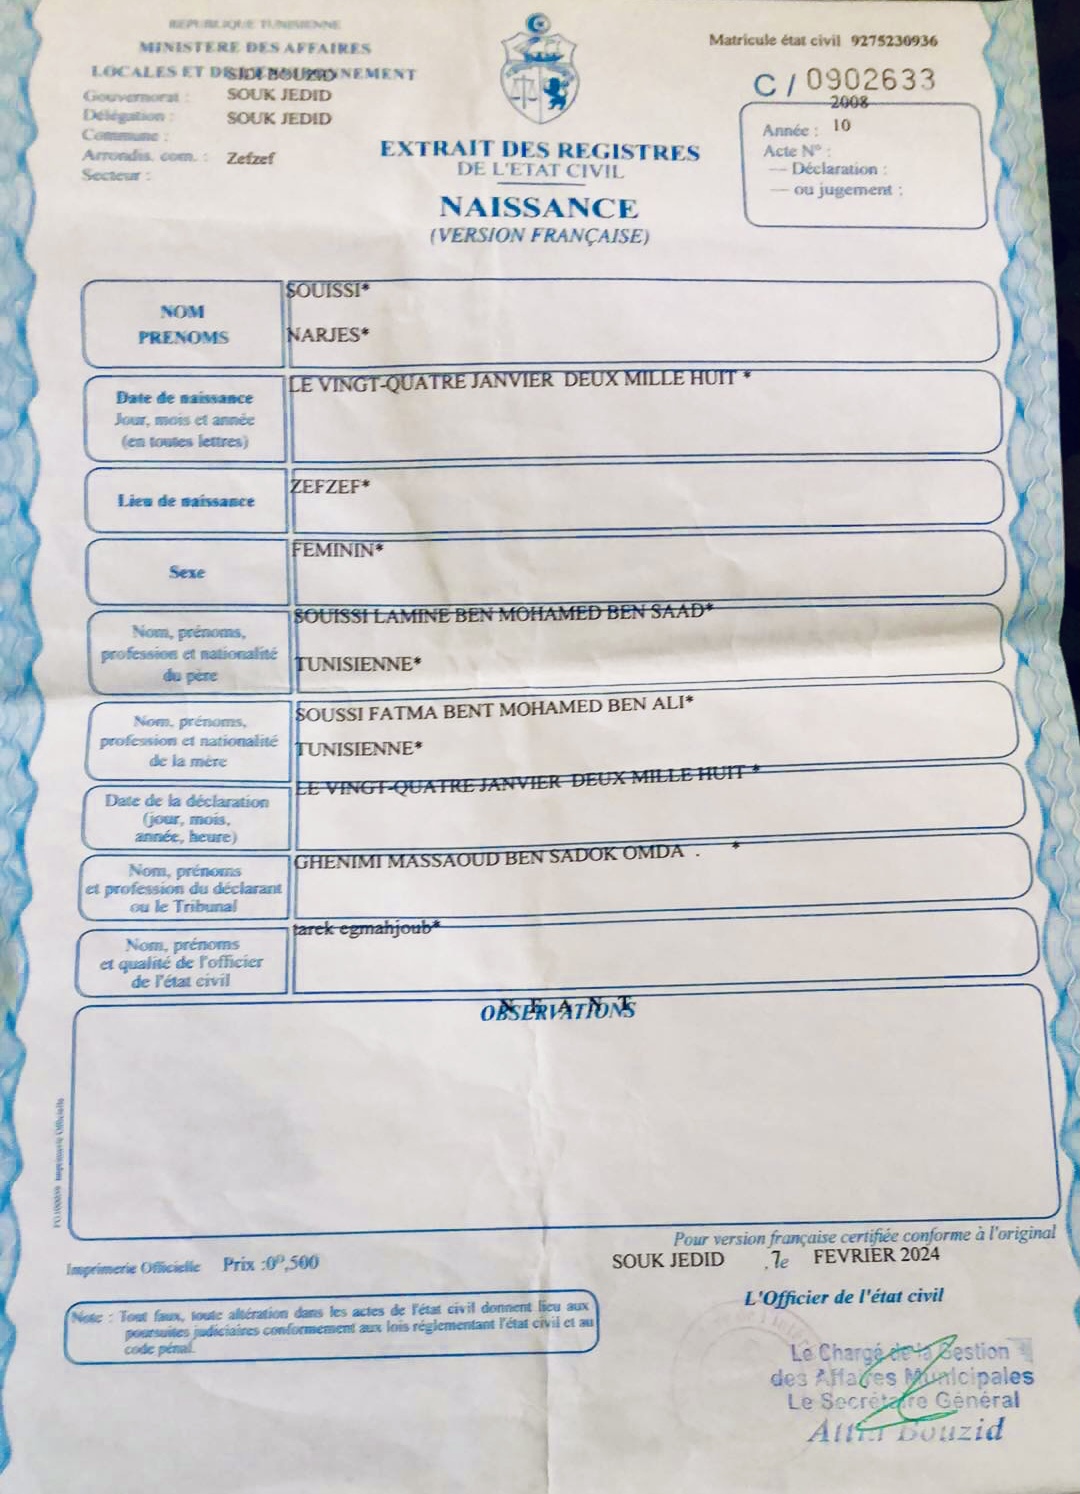 REPUBLIQUE TUNISIENNE
MINISTERE DES AFFAIRES
LOCALES ET DE L'ENVIRONNEMENT
SIDI BOUZID
Gouvernorat : SOUK JEDID
Délégation : SOUK JEDID
Commune :
Arrondis. com. : Zefzef
Secteur :
Matricule état civil 9275230936
C / 0902633
2008
Année : 10
Acte N° :
— Déclaration :
— ou jugement :
EXTRAIT DES REGISTRES
DE L'ETAT CIVIL
NAISSANCE
(VERSION FRANÇAISE)
NOM
PRENOMS
SOUISSI*
NARJES*
Date de naissance
Jour, mois et année
(en toutes lettres)
LE VINGT-QUATRE JANVIER DEUX MILLE HUIT *
Lieu de naissance
ZEFZEF*
Sexe
FEMININ*
Nom, prénoms,
profession et nationalité
du père
SOUISSI LAMINE BEN MOHAMED BEN SAAD*
TUNISIENNE*
Nom, prénoms,
profession et nationalité
de la mère
SOUSSI FATMA BENT MOHAMED BEN ALI*
TUNISIENNE*
Date de la déclaration
(jour, mois,
année, heure)
LE VINGT-QUATRE JANVIER DEUX MILLE HUIT *
Nom, prénoms
et profession du déclarant
ou le Tribunal
GHENIMI MASSAOUD BEN SADOK OMDA . *
Nom, prénoms
et qualité de l'officier
de l'état civil
tarek egmahjoub*
N E A N T
OBSERVATIONS
Imprimerie Officielle
Pour version française certifiée conforme à l'original
Imprimerie Officielle Prix :0ᴰ,500
SOUK JEDID .7e FEVRIER 2024
L'Officier de l'état civil
Note : Tout faux, toute altération dans les actes de l'état civil donnent lieu aux
poursuites judiciaires conformement aux lois réglementant l'état civil et au
code pénal.
Le Chargé de la Gestion
des Affaires Municipales
Le Secrétaire Général
Attia Bouzid